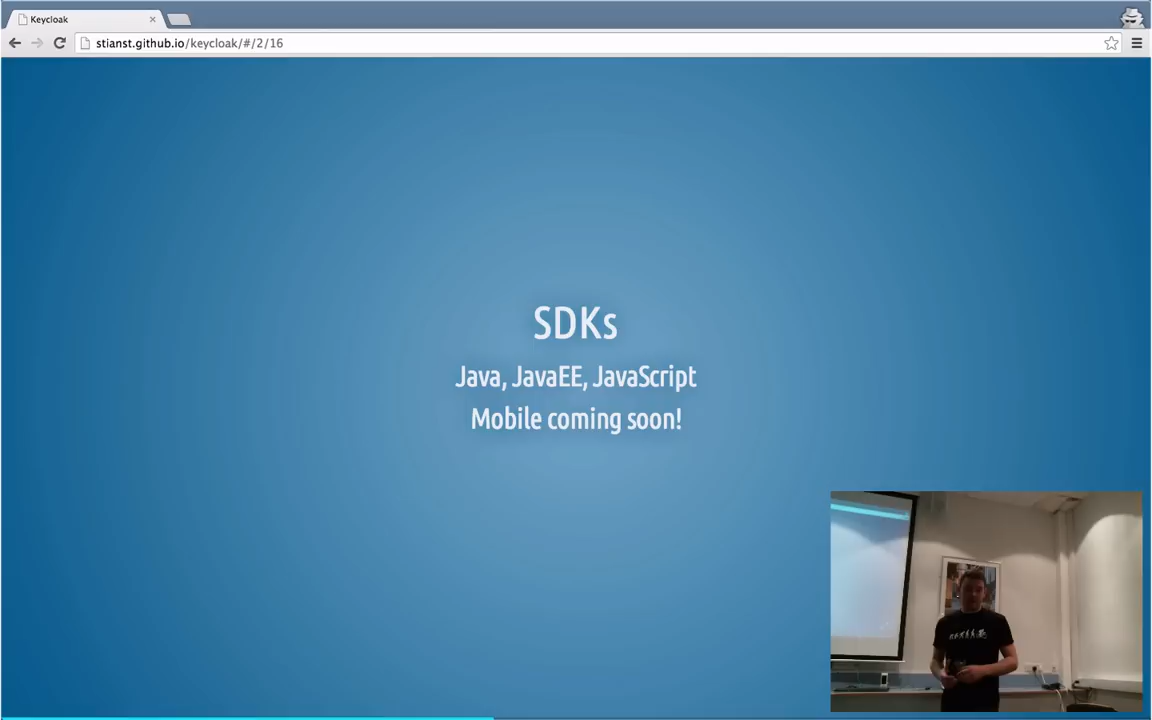 Keycloak
stianst.github.io/keycloak/#/2/16
SDKs
Java, JavaEE, JavaScript
Mobile coming soon!